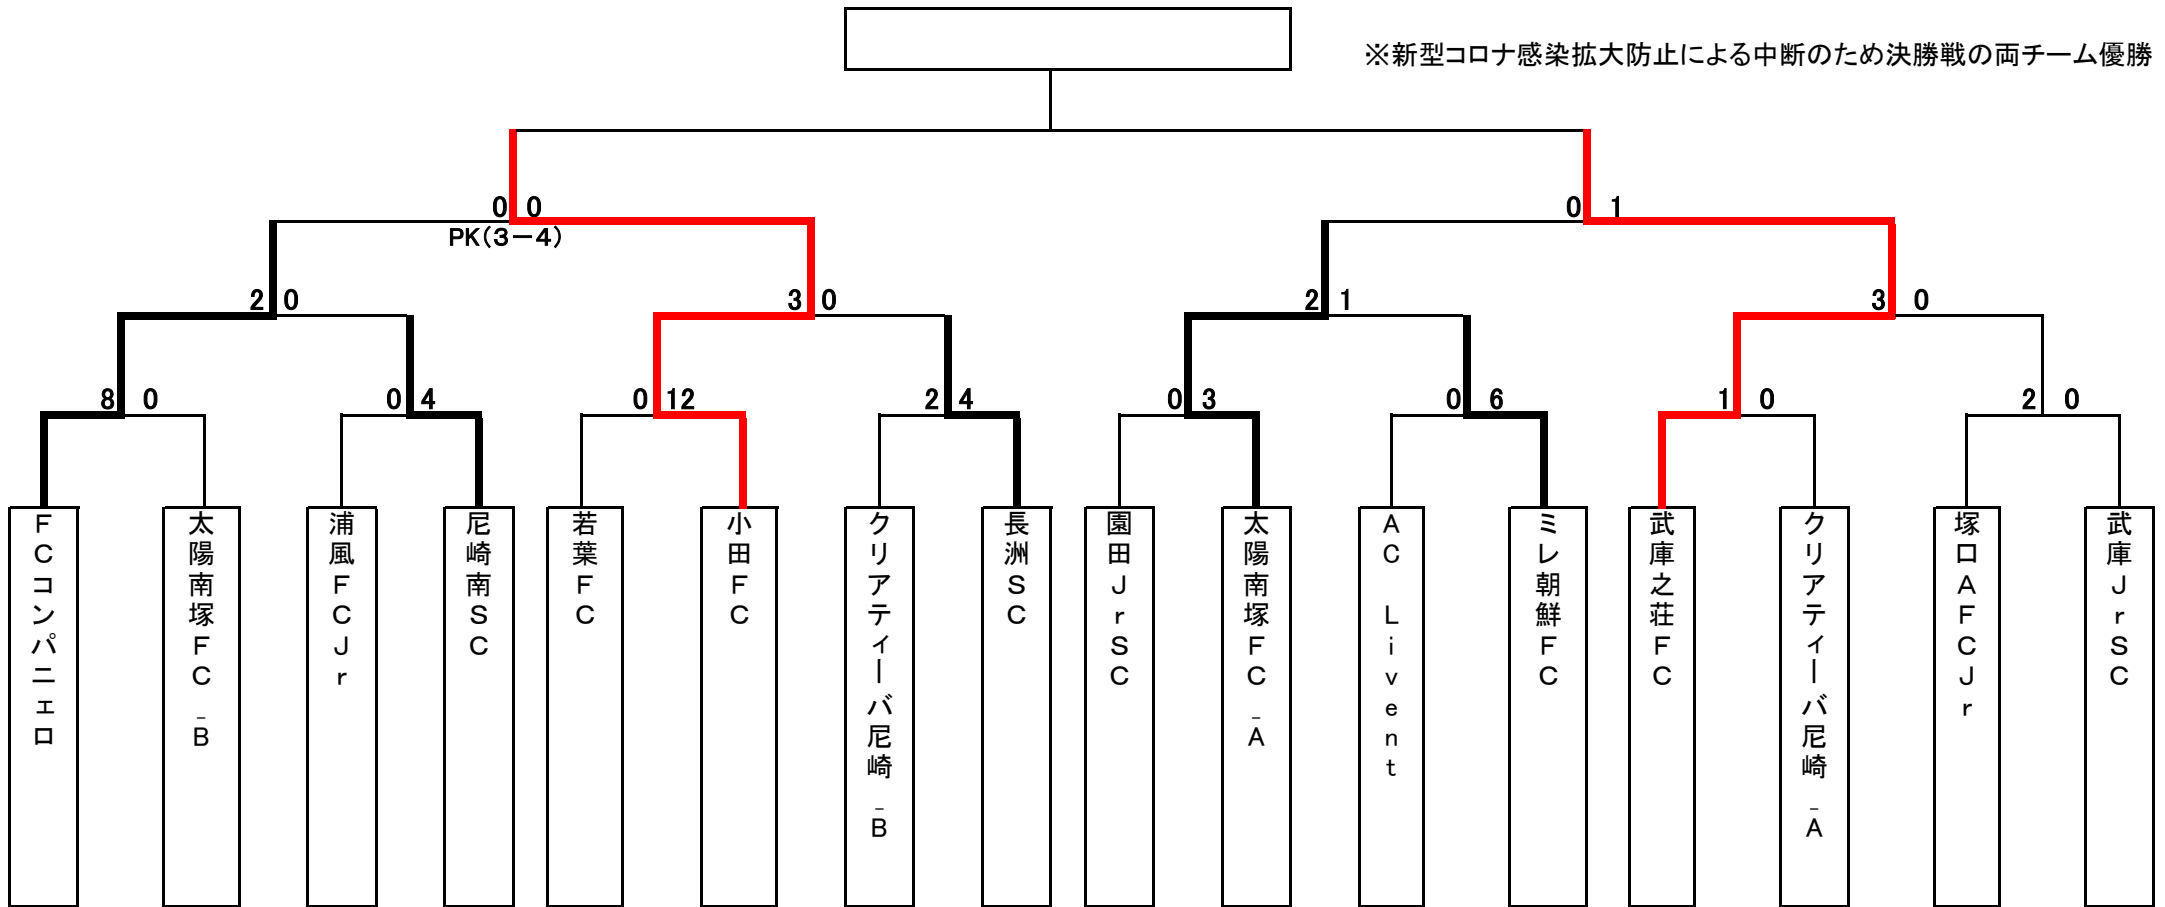 ※新型コロナ感染拡大防止による中断のため決勝戦の両チーム優勝
0 0
PK(3－4)
0 1
2 0
3 0
2 1
3 0
8 0
0 4
0 12
2 4
0 3
0 6
1 0
2 0
FCコンパニエロ
太陽南塚FC_B
浦風FCJr
尼崎南SC
若葉FC
小田FC
クリアティーバ尼崎_B
長洲SC
園田JrSC
太陽南塚FC_A
AC Livent
ミレ朝鮮FC
武庫之荘FC
クリアティーバ尼崎_A
塚口AFCJr
武庫JrSC